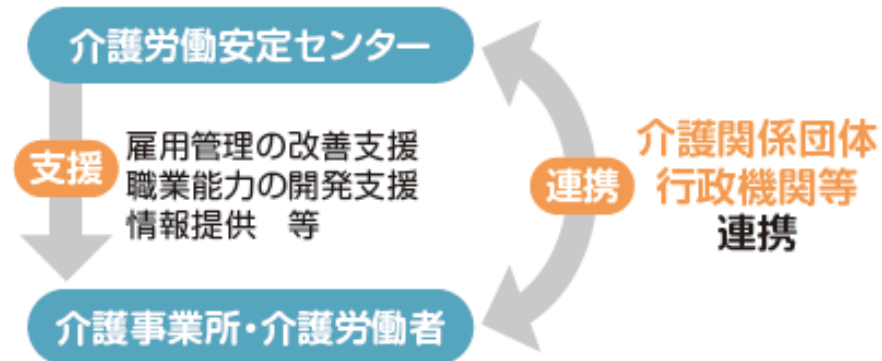 介護労働安定センター
支援
雇用管理の改善支援
職業能力の開発支援
情報提供　等
連携
介護関係団体
行政機関等
連携
介護事業所・介護労働者